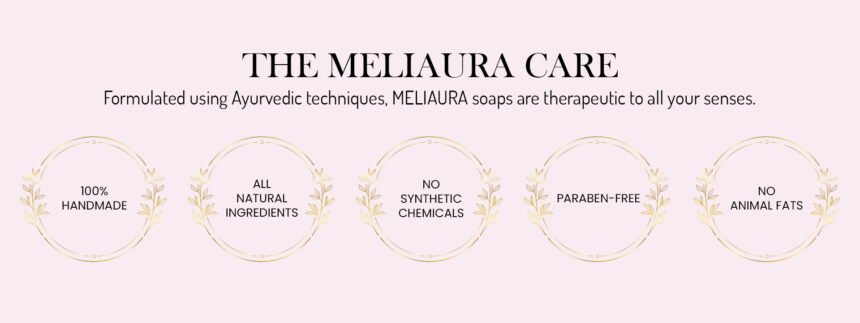 THE MELIAURA CARE
Formulated using Ayurvedic techniques, MELIAURA soaps are therapeutic to all your senses.
100%
HANDMADE
ALL
NATURAL
INGREDIENTS
NO
SYNTHETIC
CHEMICALS
PARABEN-FREE
NO
ANIMAL FATS